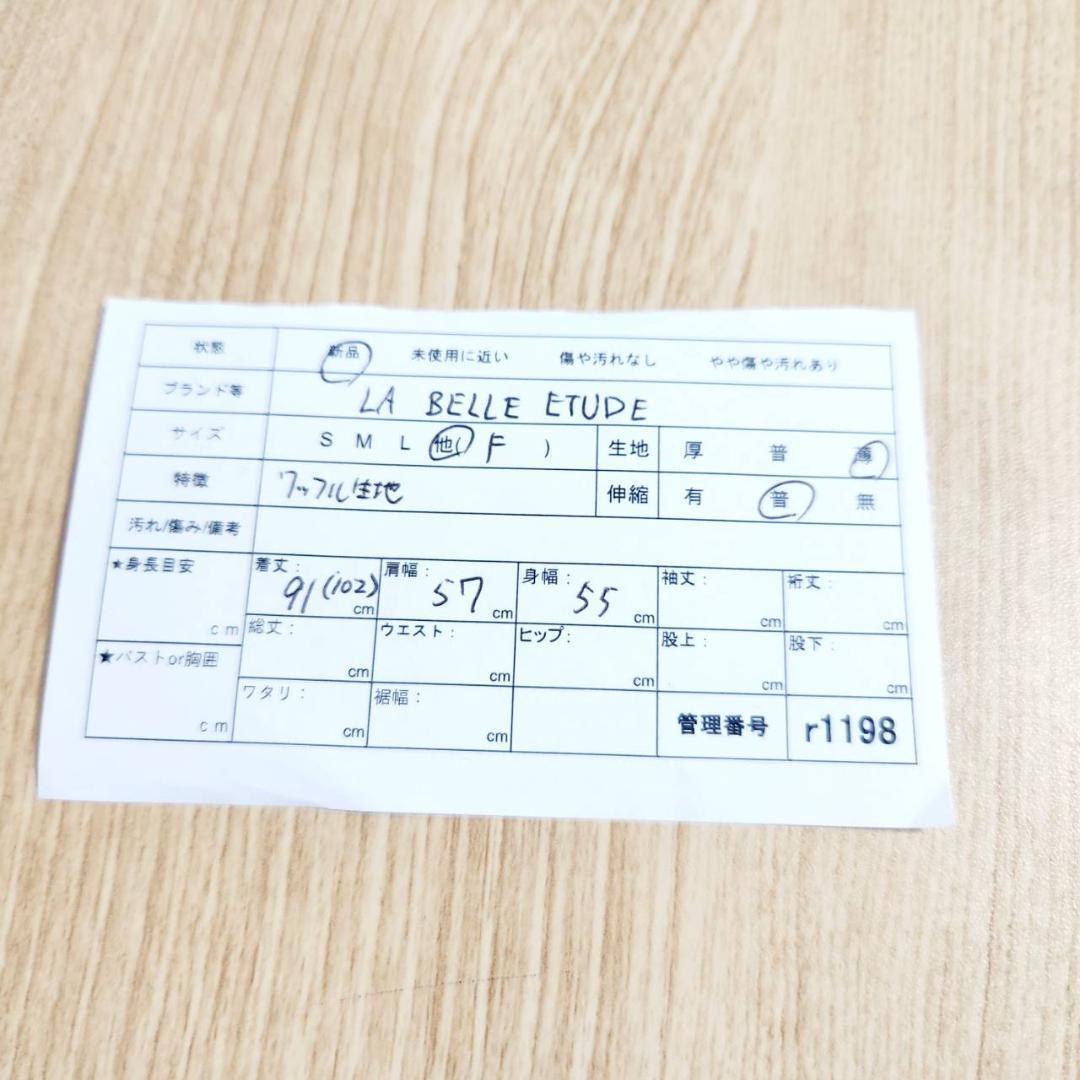 状態 新品 未使用に近い 傷や汚れなし やや傷や汚れあり
ブランド等 LA BELLE ETUDE
サイズ S M L 他( F ) 生地 厚 普 薄
特徴 ワッフル生地 伸縮 有 普 無
汚れ/傷み/備考
★身長目安 cm 着丈: 91(102) cm 肩幅: 57 cm 身幅: 55 cm 袖丈: cm 裄丈: cm
総丈: cm ウエスト: cm ヒップ: cm 股上: cm 股下: cm
★バストor胸囲 cm ワタリ: cm 裾幅: cm 管理番号 r1198